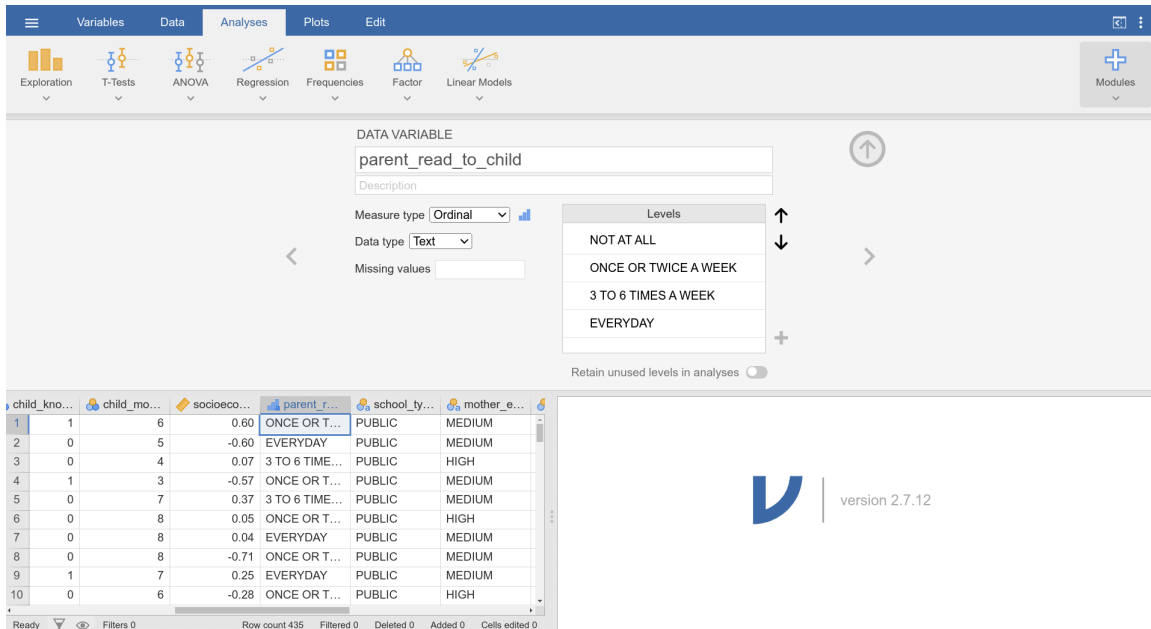 Variables Data Analyses Plots Edit
Exploration T-Tests ANOVA Regression Frequencies Factor Linear Models Modules
DATA VARIABLE
parent_read_to_child
Description
Measure type Ordinal
Data type Text
Missing values
Levels
NOT AT ALL
ONCE OR TWICE A WEEK
3 TO 6 TIMES A WEEK
EVERYDAY
Retain unused levels in analyses
child_kno... child_mo... socioeco... parent_r... school_ty... mother_e...
1 1 6 0.60 ONCE OR T... PUBLIC MEDIUM
2 0 5 -0.60 EVERYDAY PUBLIC MEDIUM
3 0 4 0.07 3 TO 6 TIME... PUBLIC HIGH
4 1 3 -0.57 ONCE OR T... PUBLIC MEDIUM
5 0 7 0.37 3 TO 6 TIME... PUBLIC MEDIUM
6 0 8 0.05 ONCE OR T... PUBLIC HIGH
7 0 8 0.04 EVERYDAY PUBLIC MEDIUM
8 0 8 -0.71 ONCE OR T... PUBLIC MEDIUM
9 1 7 0.25 EVERYDAY PUBLIC MEDIUM
10 0 6 -0.28 ONCE OR T... PUBLIC HIGH
Ready Filters 0 Row count 435 Filtered 0 Deleted 0 Added 0 Cells edited 0
version 2.7.12